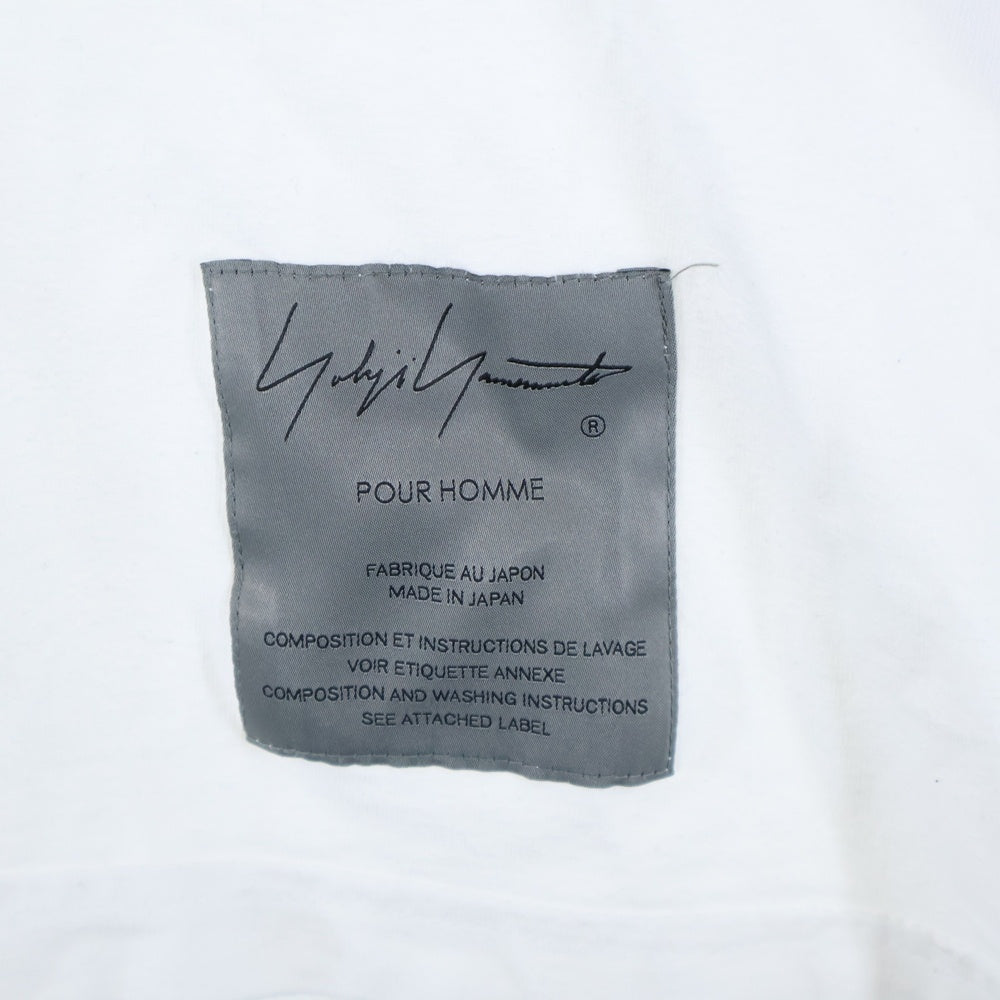 Yohji Yamamoto
®
POUR HOMME
FABRIQUE AU JAPON
MADE IN JAPAN
COMPOSITION ET INSTRUCTIONS DE LAVAGE
VOIR ETIQUETTE ANNEXE
COMPOSITION AND WASHING INSTRUCTIONS
SEE ATTACHED LABEL